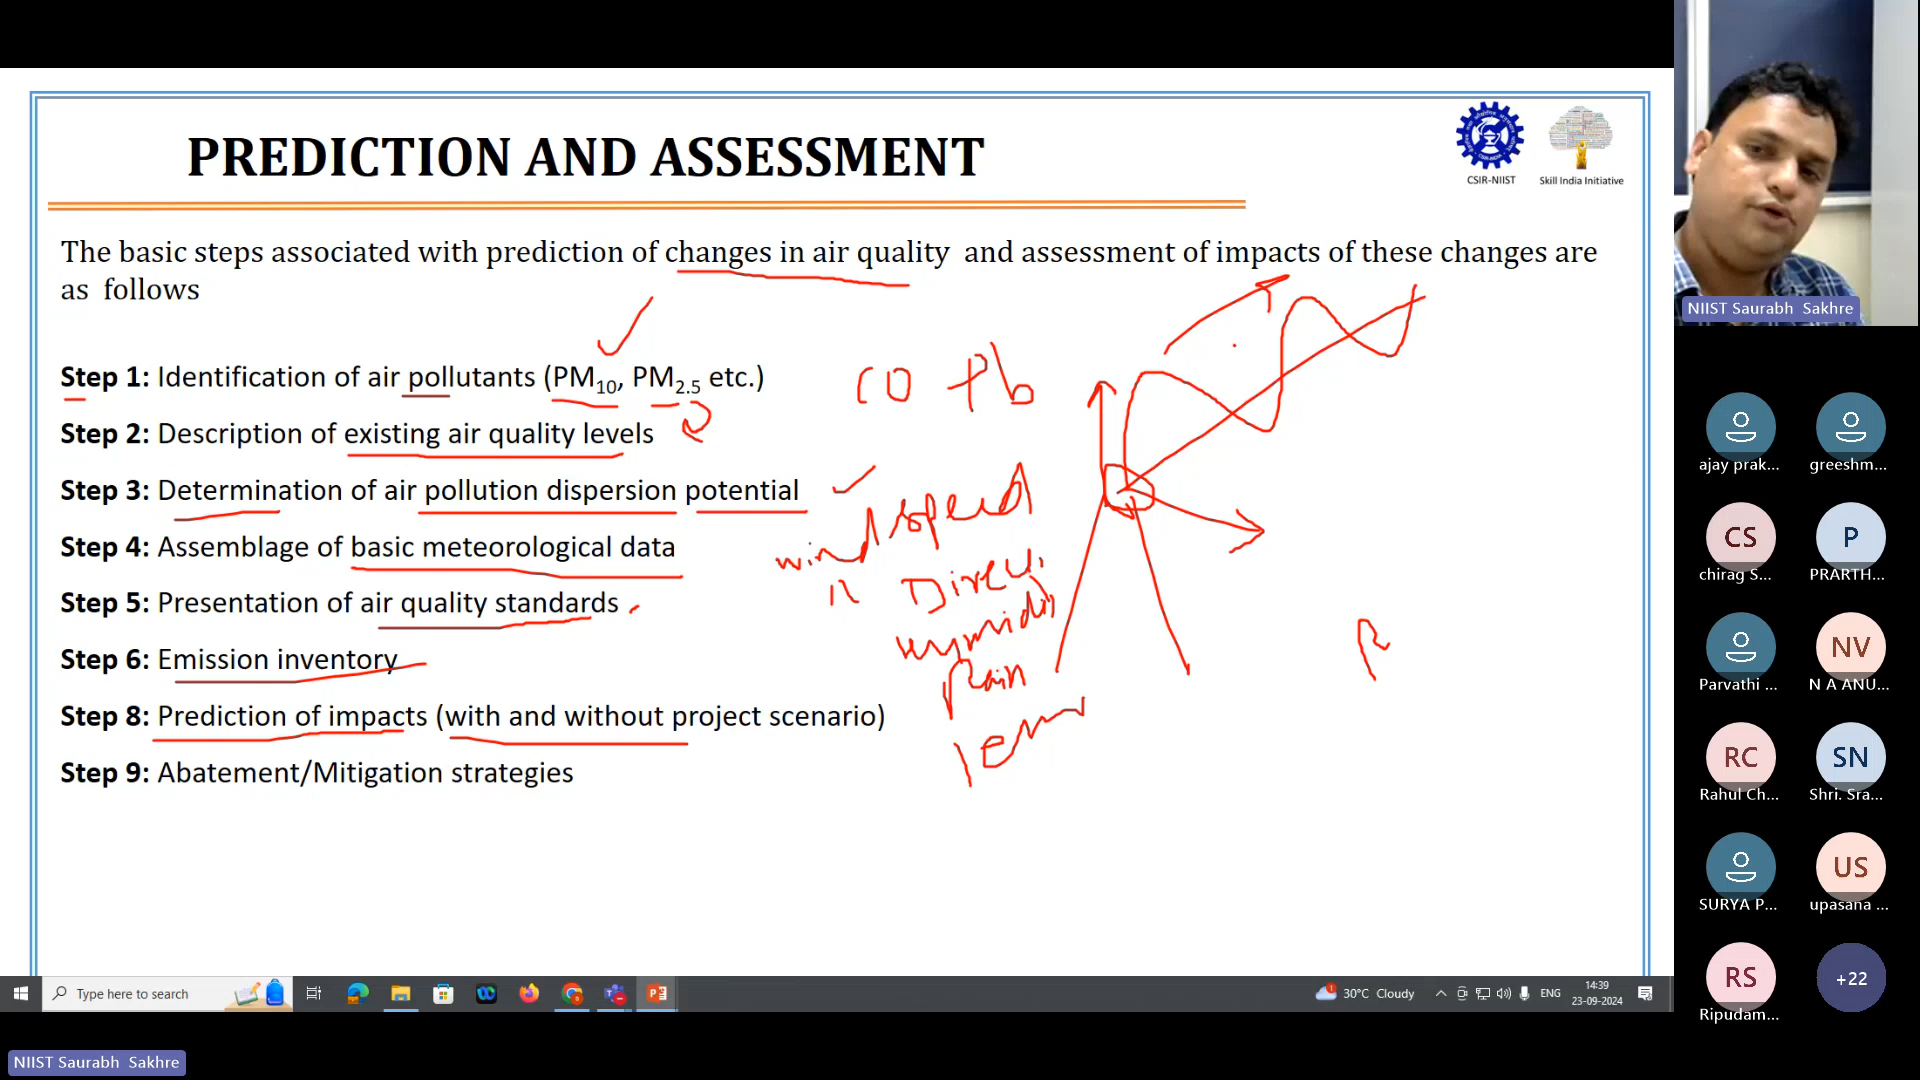 PREDICTION AND ASSESSMENT
CSIR-NIIST
Skill India Initiative
The basic steps associated with prediction of changes in air quality and assessment of impacts of these changes are
as follows
Step 1: Identification of air pollutants (PM10, PM2.5 etc.)
CO Pb
Step 2: Description of existing air quality levels
Step 3: Determination of air pollution dispersion potential
wind speed
Step 4: Assemblage of basic meteorological data
Step 5: Presentation of air quality standards
Step 6: Emission inventory
Rain
Step 8: Prediction of impacts (with and without project scenario)
Step 9: Abatement/Mitigation strategies
NIIST Saurabh Sakhre
ajay prak...
greeshm...
CS
chirag S...
P
PRARTH...
Parvathi ...
NV
N A ANU...
RC
Rahul Ch...
SN
Shri. Sra...
SURYA P...
US
upasana ...
RS
Ripudam...
+22
Type here to search
30°C Cloudy
ENG
14:39
23-09-2024
NIIST Saurabh Sakhre